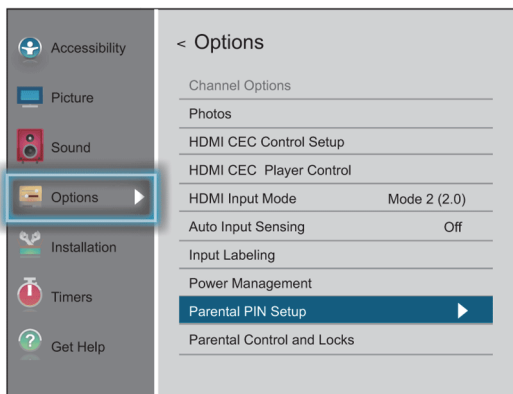 Accessibility
Picture
Sound
Options
Installation
Timers
Get Help
< Options
Channel Options
Photos
HDMI CEC Control Setup
HDMI CEC Player Control
HDMI Input Mode Mode 2 (2.0)
Auto Input Sensing Off
Input Labeling
Power Management
Parental PIN Setup
Parental Control and Locks